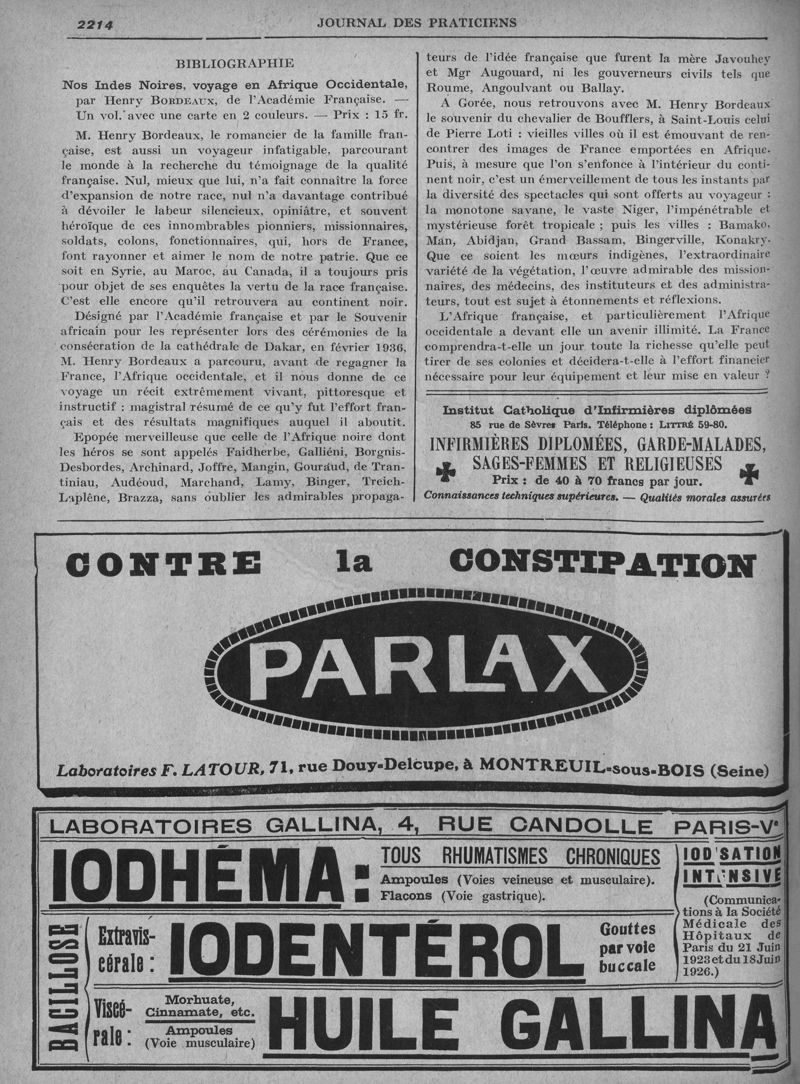 2214
JOURNAL DES PRATICIENS
BIBLIOGRAPHIE
Nos Indes Noires, voyage en Afrique Occidentale,
par Henry BORDEAUX, de l'Académie Française. —
Un vol. avec une carte en 2 couleurs. — Prix : 15 fr.
M. Henry Bordeaux, le romancier de la famille fran-
çaise, est aussi un voyageur infatigable, parcourant
le monde à la recherche du témoignage de la qualité
française. Nul, mieux que lui, n'a fait connaître la force
d'expansion de notre race, nul n'a davantage contribué
à dévoiler le labeur silencieux, opiniâtre, et souvent
héroïque de ces innombrables pionniers, missionnaires,
soldats, colons, fonctionnaires, qui, hors de France,
font rayonner et aimer le nom de notre patrie. Que ce
soit en Syrie, au Maroc, au Canada, il a toujours pris
pour objet de ses enquêtes la vertu de la race française.
C'est elle encore qu'il retrouvera au continent noir.
Désigné par l'Académie française et par le Souvenir
africain pour les représenter lors des cérémonies de la
consécration de la cathédrale de Dakar, en février 1936,
M. Henry Bordeaux a parcouru, avant de regagner la
France, l'Afrique occidentale, et il nous donne de ce
voyage un récit extrêmement vivant, pittoresque et
instructif : magistral résumé de ce qu'y fut l'effort fran-
çais et des résultats magnifiques auquel il aboutit.
Epopée merveilleuse que celle de l'Afrique noire dont
les héros se sont appelés Faidherbe, Galliéni, Borgnis-
Desbordes, Archinard, Joffre, Mangin, Gouraud, de Tran-
tiniau, Audéoud, Marchand, Lamy, Binger, Treich-
Laplène, Brazza, sans oublier les admirables propaga-
teurs de l'idée française que furent la mère Javouhey
et Mgr Augouard, ni les gouverneurs civils tels que
Roume, Angoulvant ou Ballay.
A Gorée, nous retrouvons avec M. Henry Bordeaux
le souvenir du chevalier de Boufflers, à Saint-Louis celui
de Pierre Loti : vieilles villes où il est émouvant de ren-
contrer des images de France emportées en Afrique.
Puis, à mesure que l'on s'enfonce à l'intérieur du conti-
nent noir, c'est un émerveillement de tous les instants par
la diversité des spectacles qui sont offerts au voyageur :
la monotone savane, le vaste Niger, l'impénétrable et
mystérieuse forêt tropicale ; puis les villes : Bamako,
Man, Abidjan, Grand Bassam, Bingerville, Konakry.
Que ce soient les mœurs indigènes, l'extraordinaire
variété de la végétation, l'œuvre admirable des mission-
naires, des médecins, des instituteurs et des administra-
teurs, tout est sujet à étonnements et réflexions.
L'Afrique française, et particulièrement l'Afrique
occidentale a devant elle un avenir illimité. La France
comprendra-t-elle un jour toute la richesse qu'elle peut
tirer de ses colonies et décidera-t-elle à l'effort financier
nécessaire pour leur équipement et leur mise en valeur ?
Institut Catholique d'Infirmières diplômées
85 rue de Sèvres Paris. Téléphone : LITTRÉ 59-80.
INFIRMIÈRES DIPLOMÉES, GARDE-MALADES,
SAGES-FEMMES ET RELIGIEUSES
Prix : de 40 à 70 francs par jour.
Connaissances techniques supérieures. — Qualités morales assurées
CONTRE la CONSTIPATION
PARLAX
Laboratoires F. LATOUR, 71, rue Douy-Delcupe, à MONTREUIL-sous-BOIS (Seine)
LABORATOIRES GALLINA, 4, RUE CANDOLLE PARIS-Ve
IODHÉMA :
TOUS RHUMATISMES CHRONIQUES
Ampoules (Voies veineuse et musculaire).
Flacons (Voie gastrique).
IOD'SATION
INTENSIVE
(Communica-
tions à la Société
Médicale des
Hôpitaux de
Paris du 21 Juin
1923 et du 18 Juin
1926.)
BACILLOSE
Extravis-
cérale :
IODENTÉROL
Gouttes
par voie
buccale
Viscé-
rale :
Morhuate,
Cinnamate, etc.
Ampoules
(Voie musculaire)
HUILE GALLINA